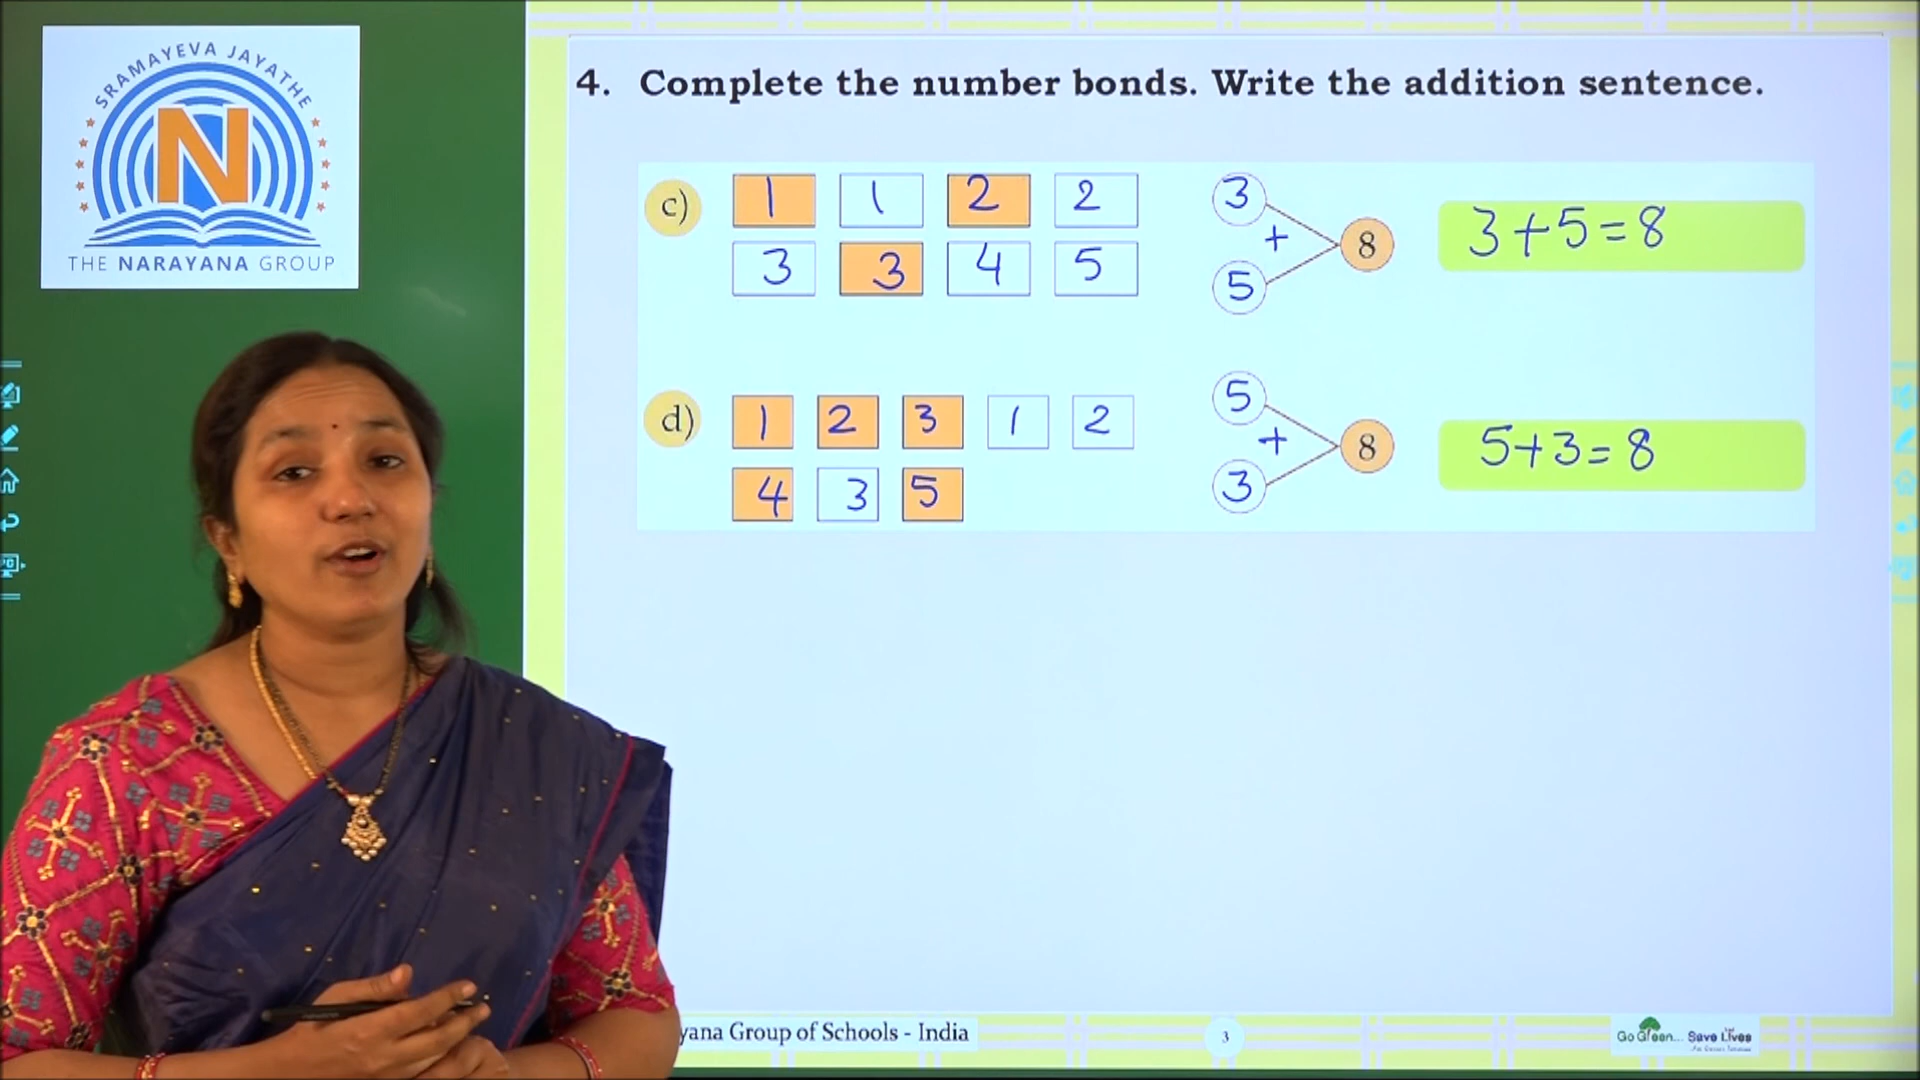 SRAMAYEVA JAYATHE
N
THE NARAYANA GROUP
4. Complete the number bonds. Write the addition sentence.
c) 1 1 2 2
3 3 4 5
3 + 5 8
3+5=8
d) 1 2 3 1 2
4 3 5
5 + 3 8
5+3=8
yana Group of Schools - India
3
Go Green... Save Lives